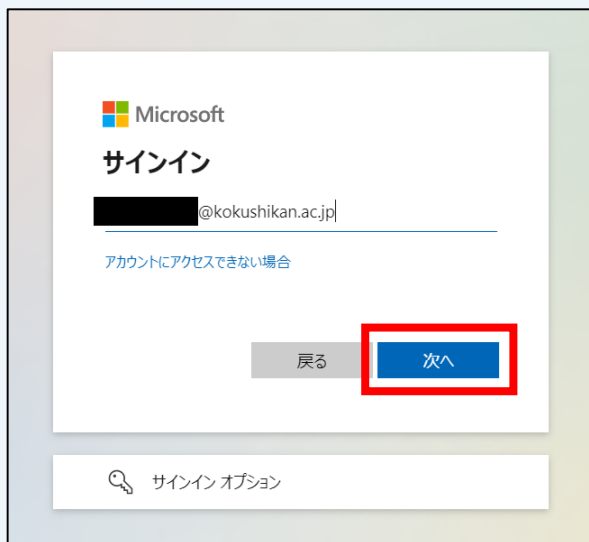 Microsoft
サインイン
@kokushikan.ac.jp
アカウントにアクセスできない場合
戻る
次へ
サインイン オプション